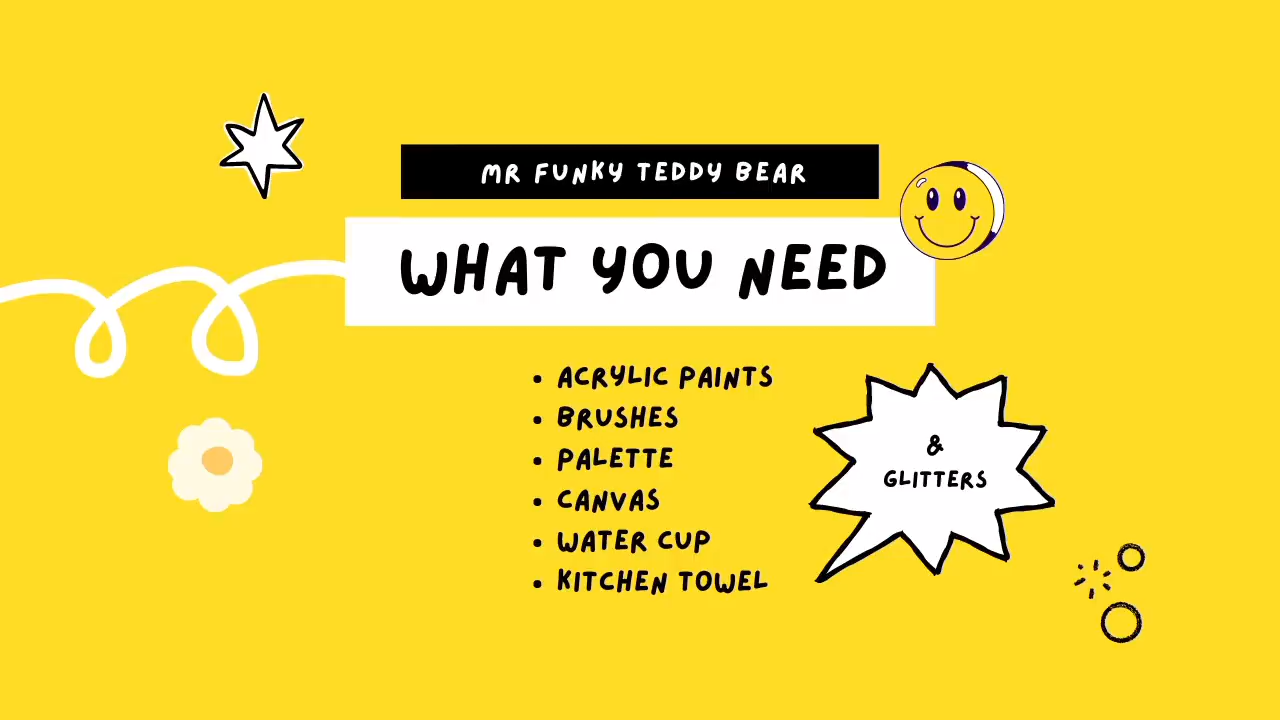 MR FUNKY TEDDY BEAR
WHAT YOU NEED
• ACRYLIC PAINTS
• BRUSHES
• PALETTE
• CANVAS
• WATER CUP
• KITCHEN TOWEL
&
GLITTERS